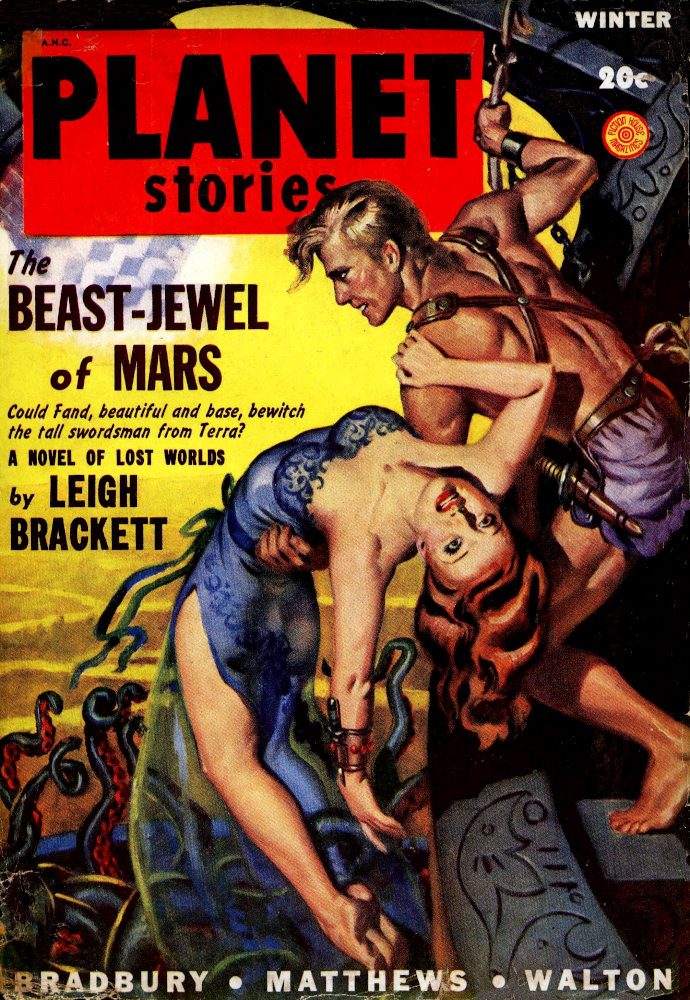 WINTER
A.N.C.
PLANET
stories
20c
FICTION HOUSE
MAGAZINES
The
BEAST-JEWEL
of MARS
Could Fand, beautiful and base, bewitch
the tall swordsman from Terra?
A NOVEL OF LOST WORLDS
by LEIGH
BRACKETT
BRADBURY • MATTHEWS • WALTON